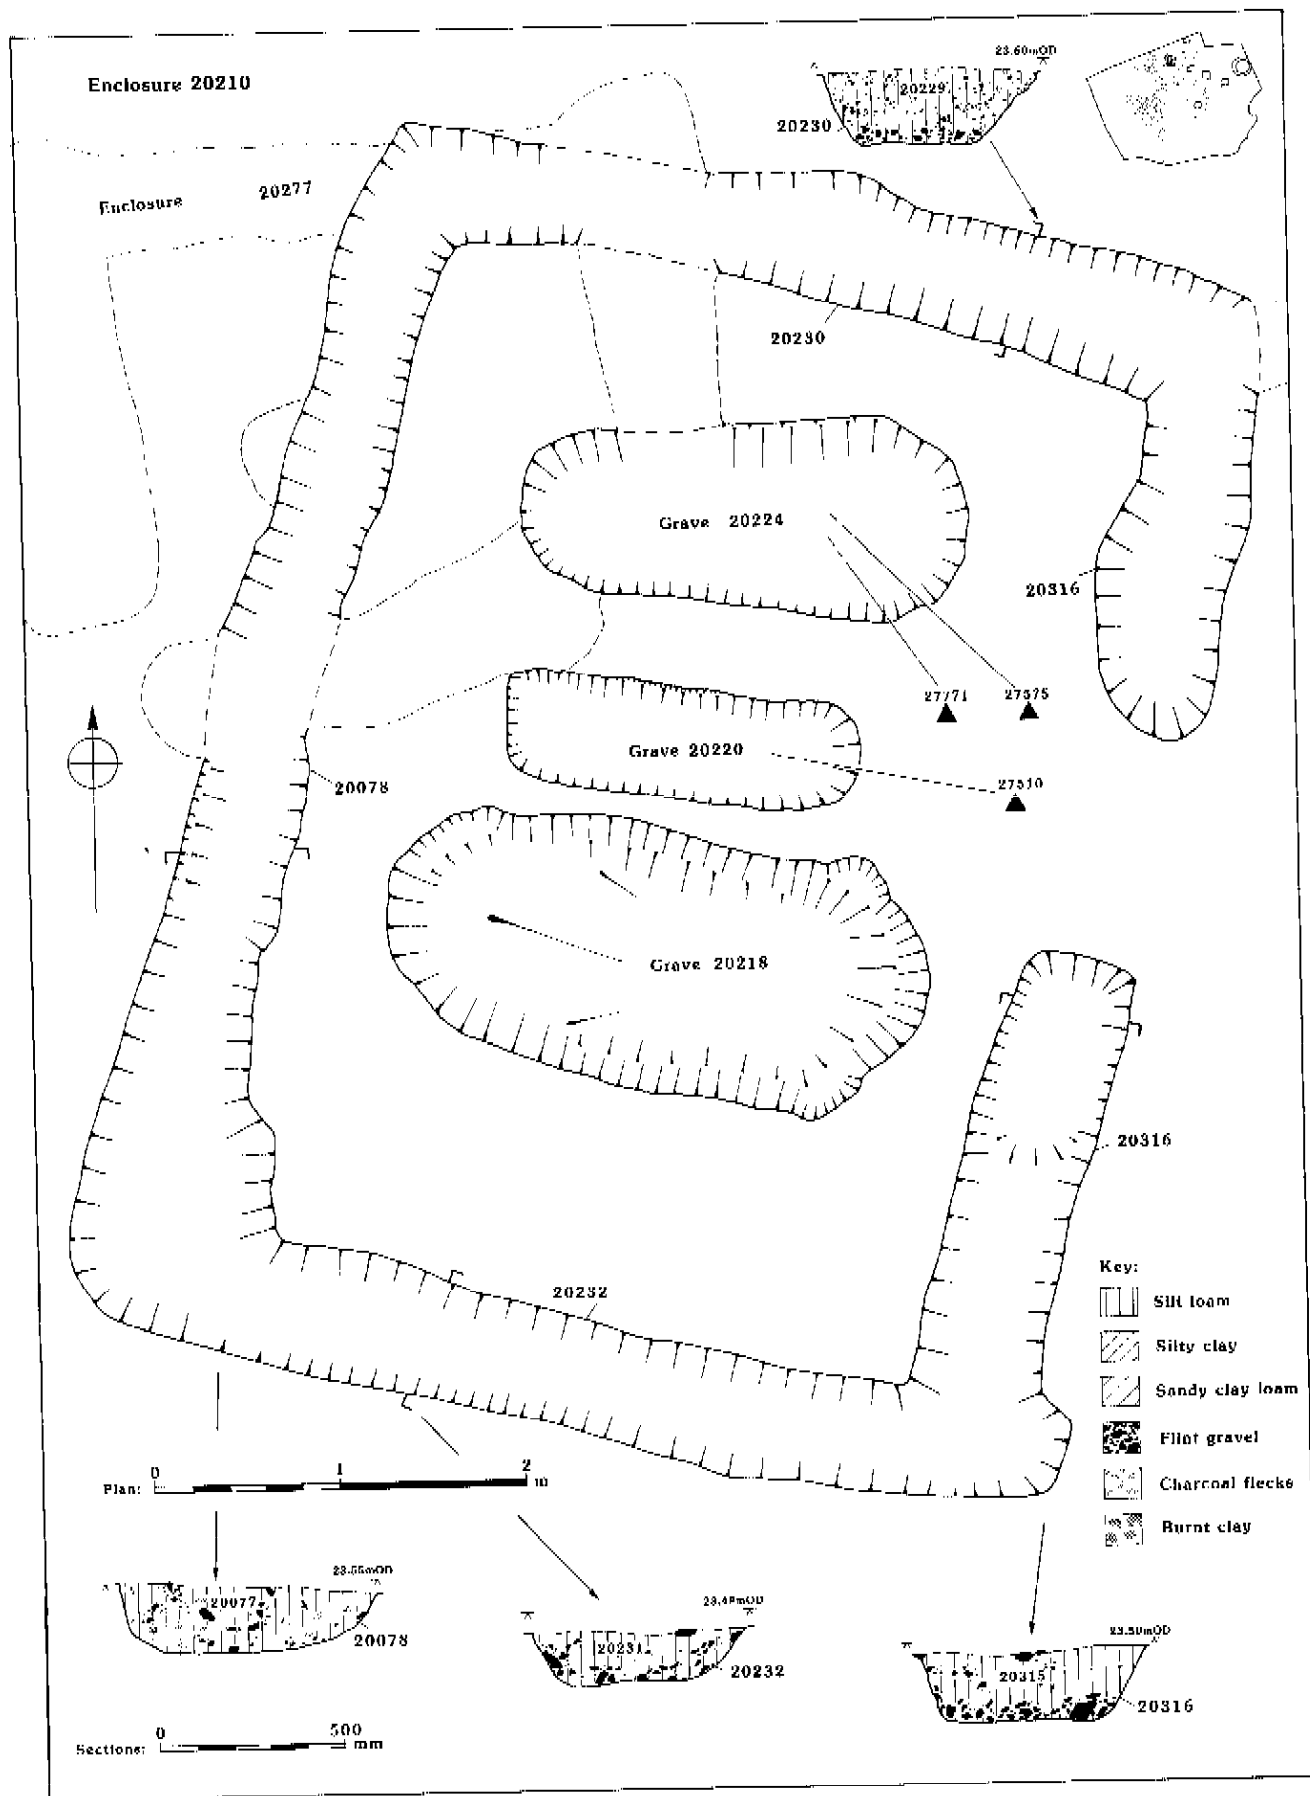 Enclosure 20210
23.60mOD
20229
20230
Enclosure 20277
20230
Grave 20224
20316
27771 27575
Grave 20220
27510
20078
Grave 20218
20316
20232
Key:
Silt loam
Silty clay
Sandy clay loam
Flint gravel
Charcoal flecks
Burnt clay
Plan: 0 1 2 m
23.55mOD
20077
20078
20231
20232
23.50mOD
20315
20316
Sections: 0 500 mm